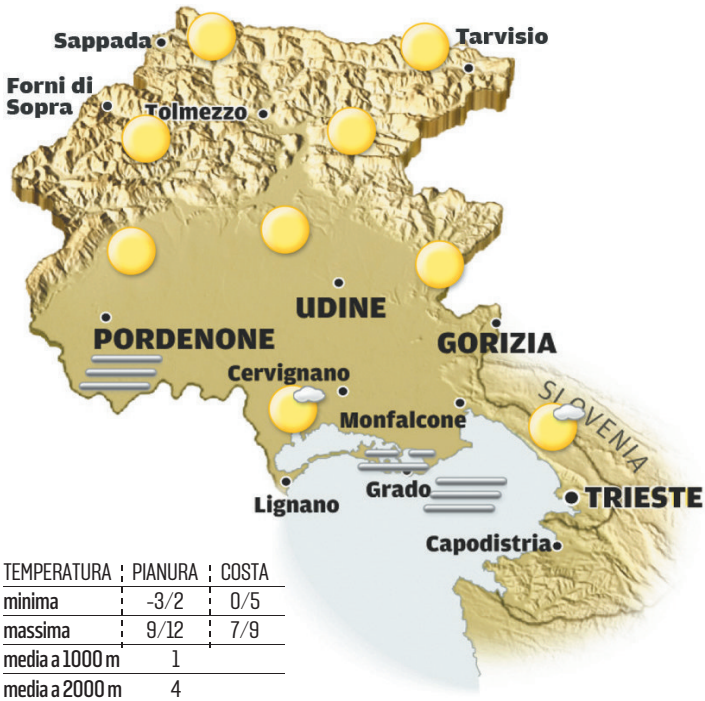 Sappada
Tarvisio
Forni di
Sopra
Tolmezzo
UDINE
PORDENONE
GORIZIA
Cervignano
SLOVENIA
Monfalcone
Grado
Lignano
TRIESTE
Capodistria
TEMPERATURA PIANURA COSTA
minima -3/2 0/5
massima 9/12 7/9
media a 1000 m 1
media a 2000 m 4